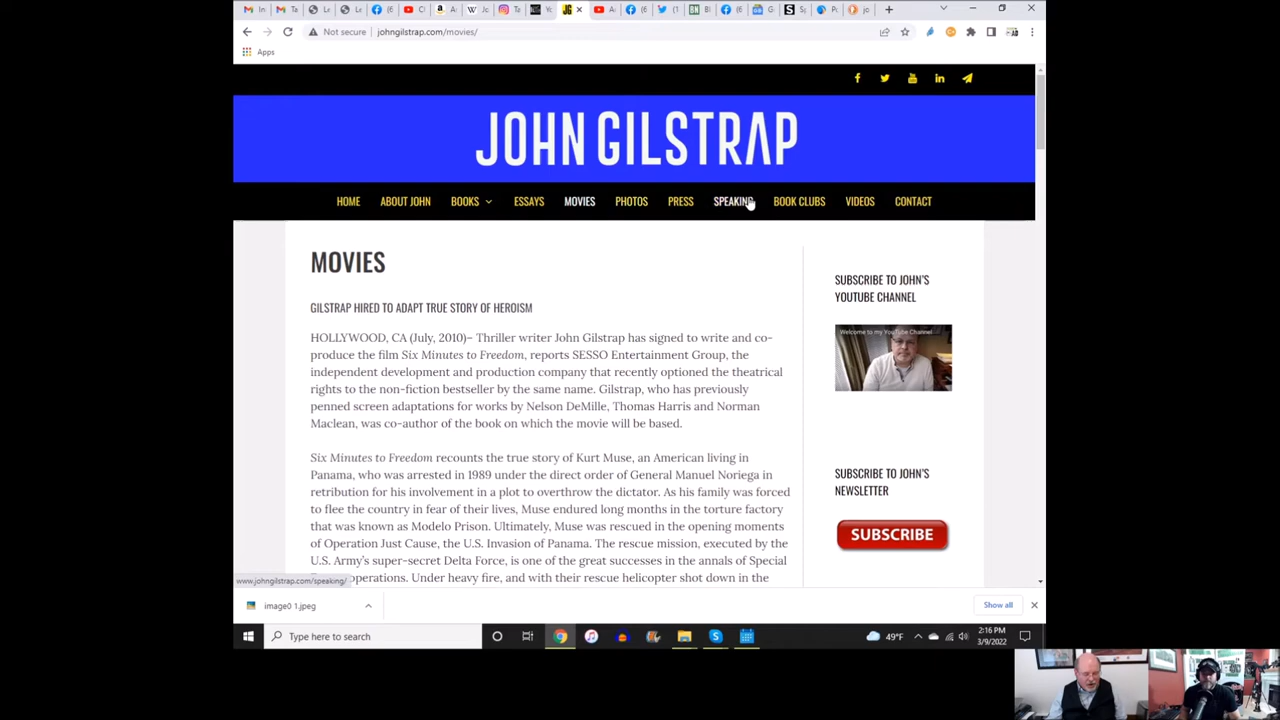 Not secure
johngilstrap.com/movies/
Apps
JOHN GILSTRAP
HOME ABOUT JOHN BOOKS ESSAYS MOVIES PHOTOS PRESS SPEAKING BOOK CLUBS VIDEOS CONTACT
MOVIES
GILSTRAP HIRED TO ADAPT TRUE STORY OF HEROISM
HOLLYWOOD, CA (July, 2010)– Thriller writer John Gilstrap has signed to write and co-
produce the film Six Minutes to Freedom, reports SESSO Entertainment Group, the
independent development and production company that recently optioned the theatrical
rights to the non-fiction bestseller by the same name. Gilstrap, who has previously
penned screen adaptations for works by Nelson DeMille, Thomas Harris and Norman
Maclean, was co-author of the book on which the movie will be based.
Six Minutes to Freedom recounts the true story of Kurt Muse, an American living in
Panama, who was arrested in 1989 under the direct order of General Manuel Noriega in
retribution for his involvement in a plot to overthrow the dictator. As his family was forced
to flee the country in fear of their lives, Muse endured long months in the torture factory
that was known as Modelo Prison. Ultimately, Muse was rescued in the opening moments
of Operation Just Cause, the U.S. Invasion of Panama. The rescue mission, executed by the
U.S. Army's super-secret Delta Force, is one of the great successes in the annals of Special
operations. Under heavy fire, and with their rescue helicopter shot down in the
SUBSCRIBE TO JOHN'S
YOUTUBE CHANNEL
Welcome to my YouTube Channel
SUBSCRIBE TO JOHN'S
NEWSLETTER
SUBSCRIBE
www.johngilstrap.com/speaking/
image0 1.jpeg
Show all
Type here to search
49°F
2:16 PM
3/9/2022